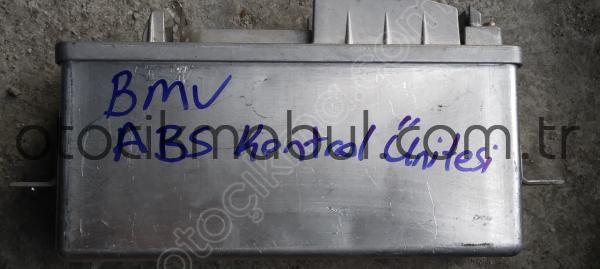 BMV
ABS Kontrol Ünitesi
otocikmabul.com.tr